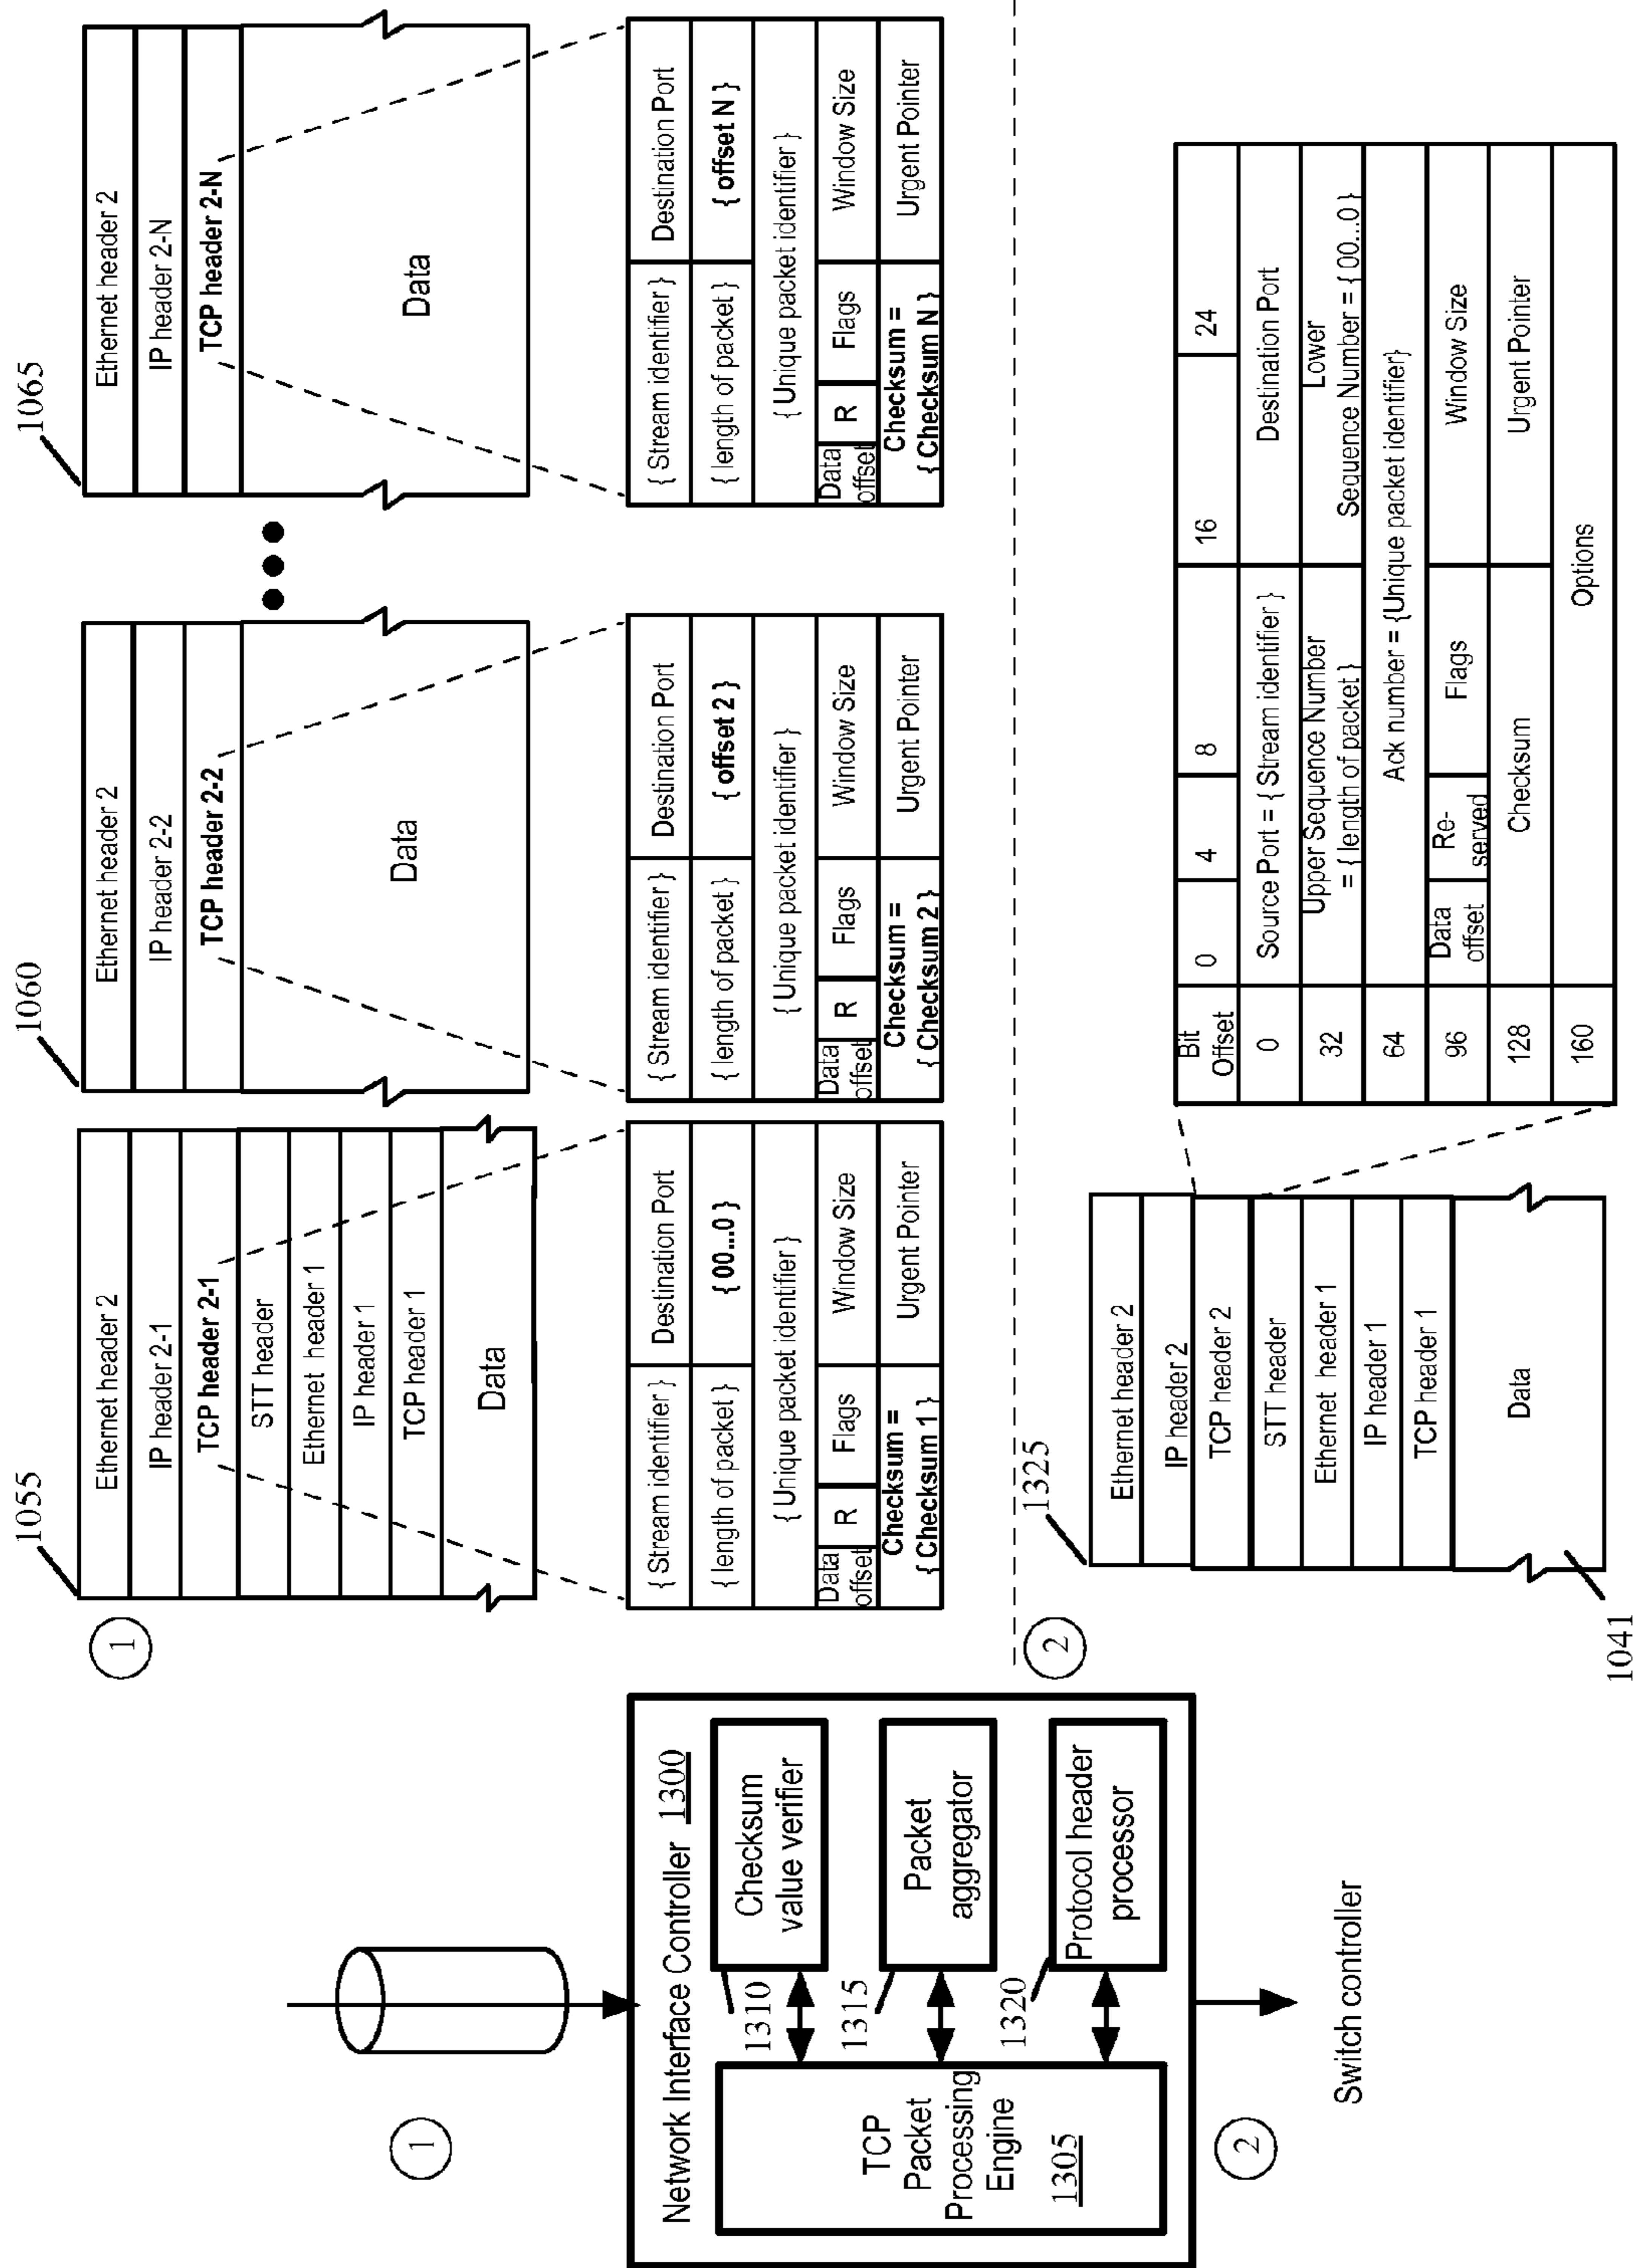 1
Network Interface Controller 1300
TCP
Packet
Processing
Engine
1305
1310
Checksum
value verifier
1315
Packet
aggregator
1320
Protocol header
processor
2
Switch controller
1
1055
Ethernet header 2
IP header 2-1
TCP header 2-1
STT header
Ethernet header 1
IP header 1
TCP header 1
Data
{ Stream identifier }
Destination Port
{ length of packet }
{ 00...0 }
{ Unique packet identifier }
Data
offset
R
Flags
Window Size
Checksum =
{ Checksum 1 }
Urgent Pointer
1060
Ethernet header 2
IP header 2-2
TCP header 2-2
Data
{ Stream identifier }
Destination Port
{ length of packet }
{ offset 2 }
{ Unique packet identifier }
Data
offset
R
Flags
Window Size
Checksum =
{ Checksum 2 }
Urgent Pointer
1065
Ethernet header 2
IP header 2-N
TCP header 2-N
Data
{ Stream identifier }
Destination Port
{ length of packet }
{ offset N }
{ Unique packet identifier }
Data
offset
R
Flags
Window Size
Checksum =
{ Checksum N }
Urgent Pointer
2
1325
Ethernet header 2
IP header 2
TCP header 2
STT header
Ethernet header 1
IP header 1
TCP header 1
Data
1041
Bit
Offset
0
4
8
16
24
0
Source Port = { Stream identifier }
Destination Port
32
Upper Sequence Number
= { length of packet }
Lower
Sequence Number = { 00...0 }
64
Ack number = {Unique packet identifier}
96
Data
offset
Re-
served
Flags
Window Size
128
Checksum
Urgent Pointer
160
Options